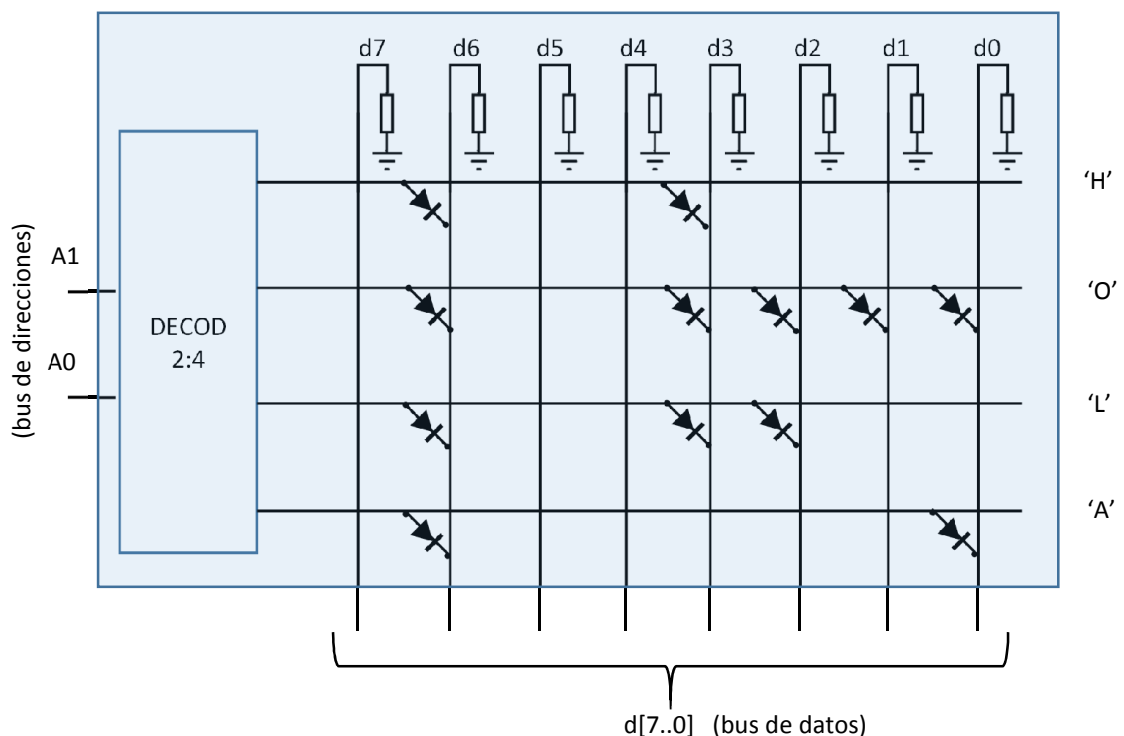 d7 d6 d5 d4 d3 d2 d1 d0
‘H’
A1
‘O’
(bus de direcciones)
DECOD
2:4
A0
‘L’
‘A’
d[7..0] (bus de datos)